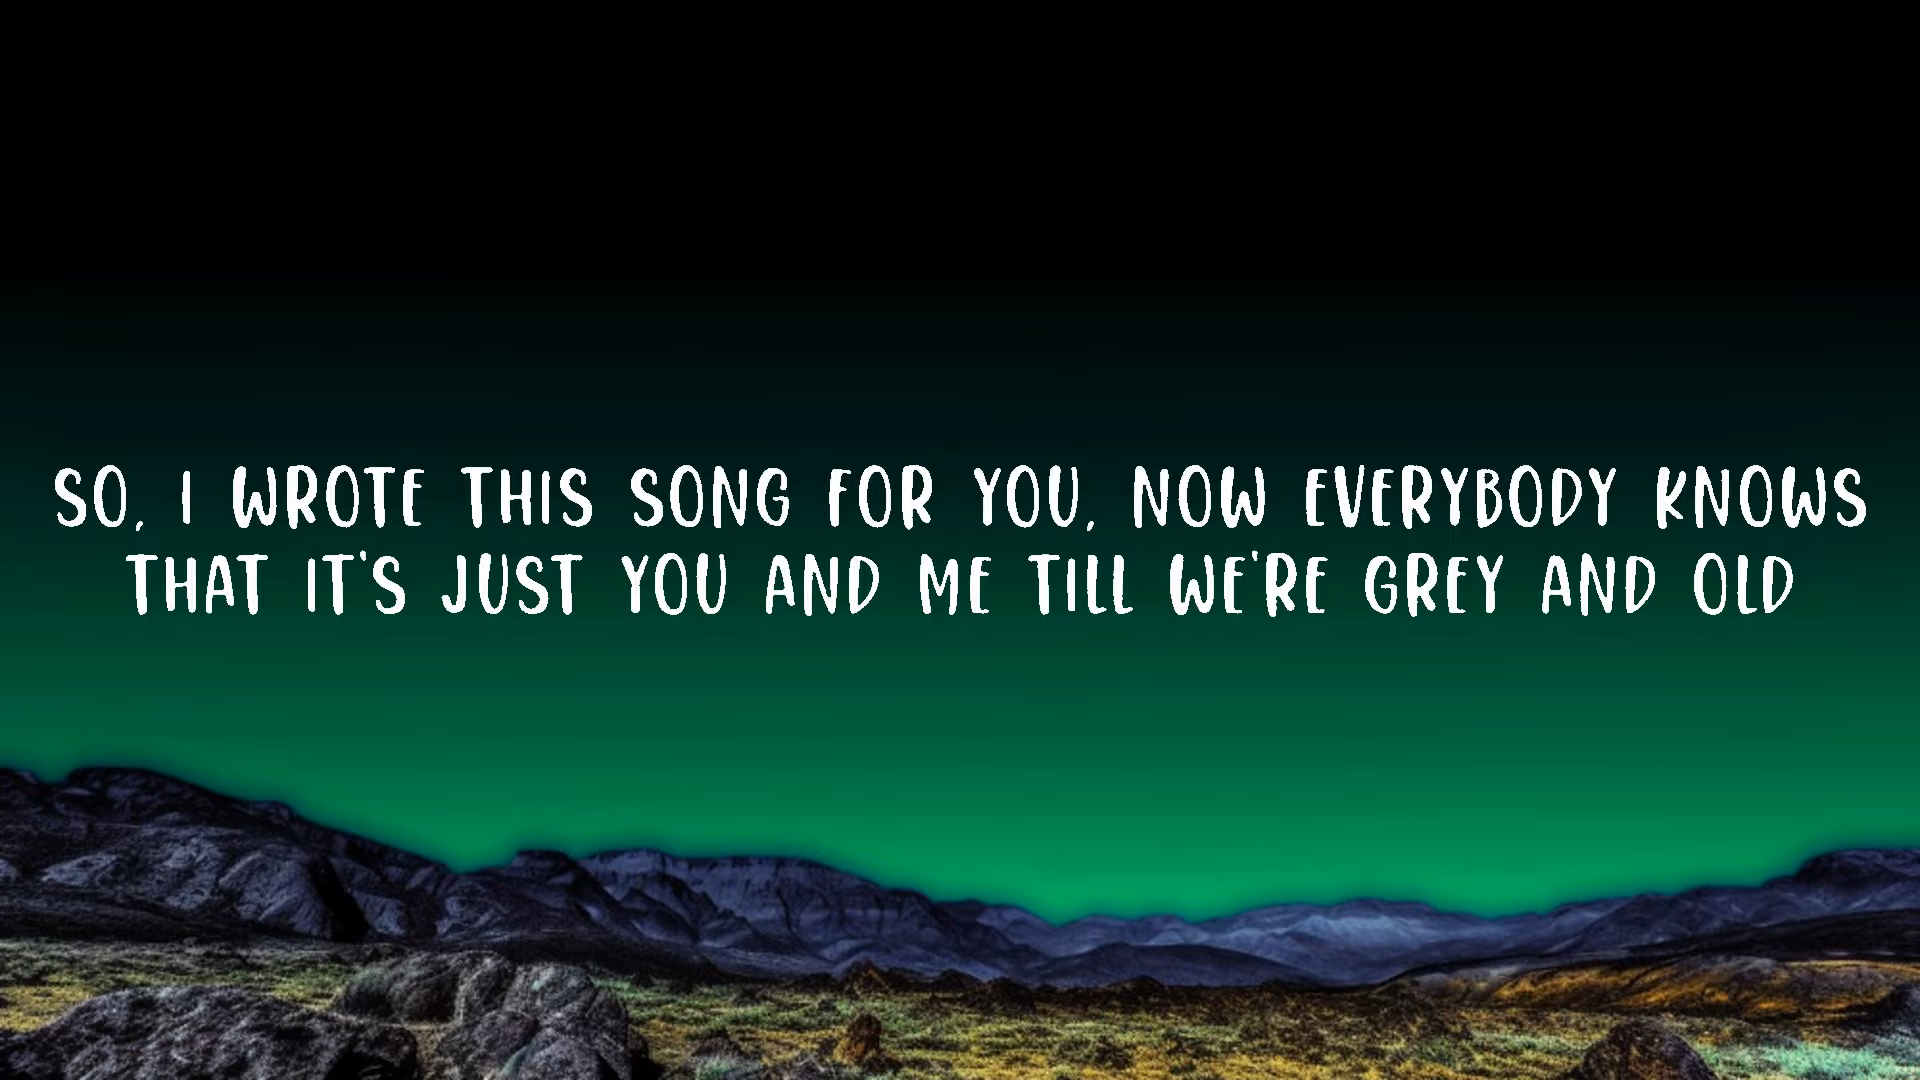 SO, I WROTE THIS SONG FOR YOU, NOW EVERYBODY KNOWS
THAT IT'S JUST YOU AND ME TILL WE'RE GREY AND OLD